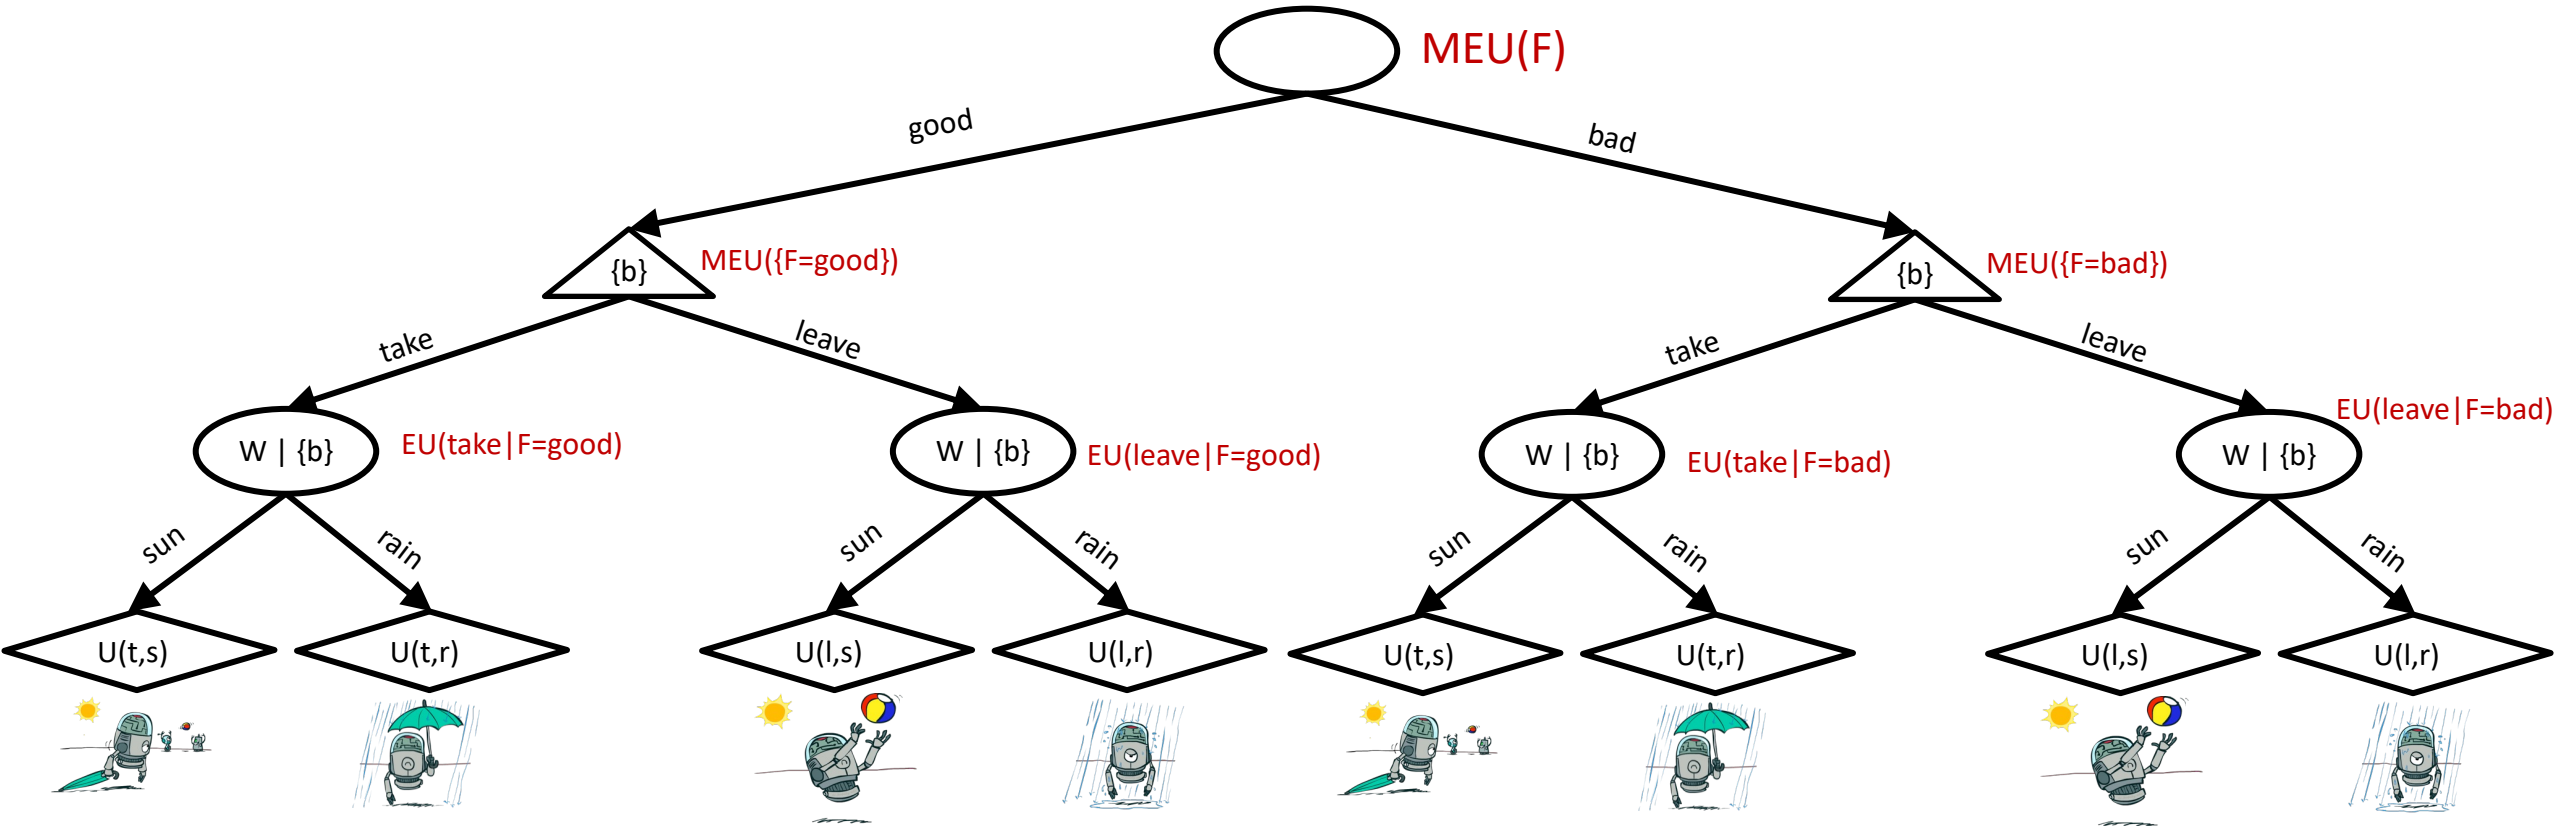 MEU(F)
good
bad
{b}
MEU({F=good})
{b}
MEU({F=bad})
take
leave
take
leave
W | {b}
EU(take|F=good)
W | {b}
EU(leave|F=good)
W | {b}
EU(take|F=bad)
W | {b}
EU(leave|F=bad)
sun
rain
sun
rain
sun
rain
sun
rain
U(t,s)
U(t,r)
U(l,s)
U(l,r)
U(t,s)
U(t,r)
U(l,s)
U(l,r)